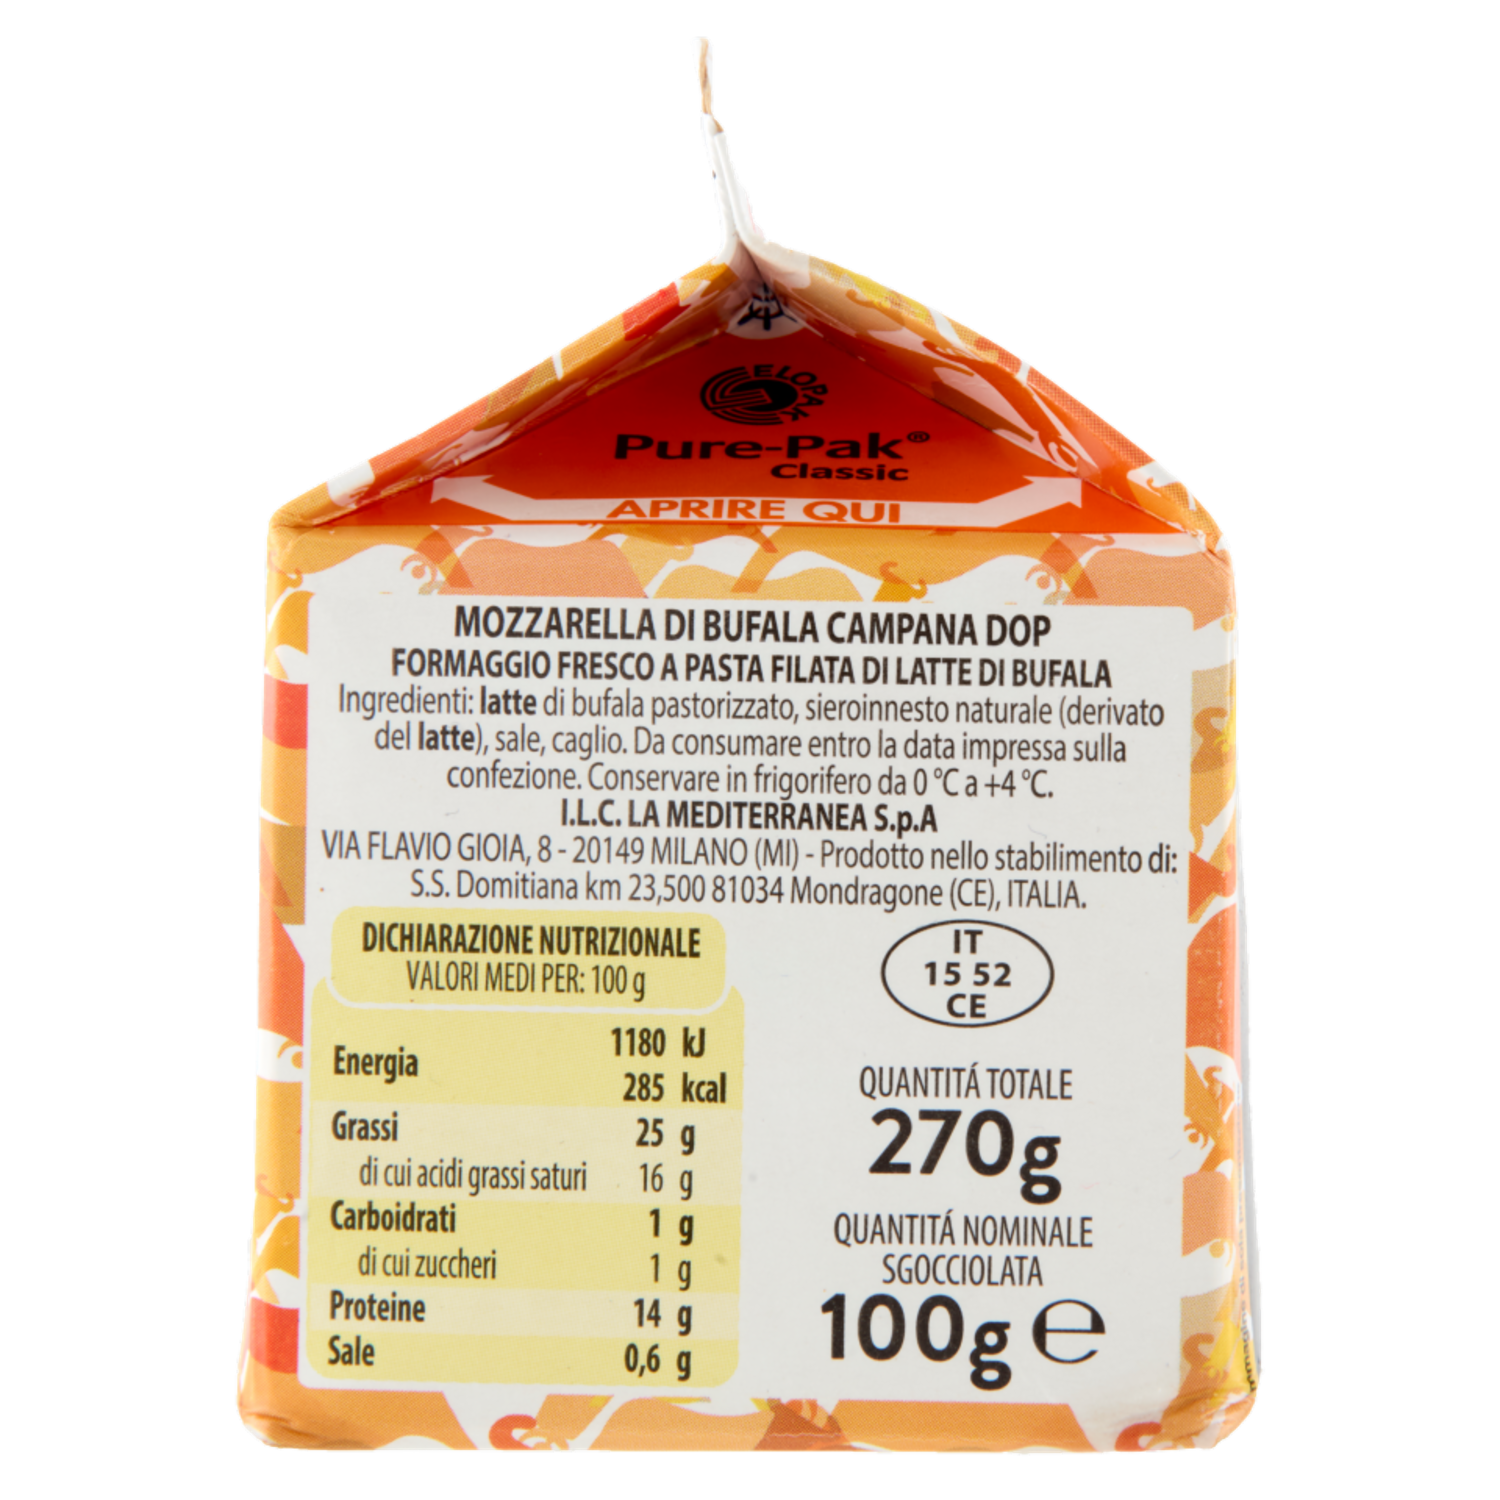 ELOPAK
Pure-Pak®
Classic
APRIRE QUI
MOZZARELLA DI BUFALA CAMPANA DOP
FORMAGGIO FRESCO A PASTA FILATA DI LATTE DI BUFALA
Ingredienti: latte di bufala pastorizzato, sieroinnesto naturale (derivato
del latte), sale, caglio. Da consumare entro la data impressa sulla
confezione. Conservare in frigorifero da 0 °C a +4 °C.
I.L.C. LA MEDITERRANEA S.p.A
VIA FLAVIO GIOIA, 8 - 20149 MILANO (MI) - Prodotto nello stabilimento di:
S.S. Domitiana km 23,500 81034 Mondragone (CE), ITALIA.
DICHIARAZIONE NUTRIZIONALE
VALORI MEDI PER: 100 g
Energia 1180 kJ
285 kcal
Grassi 25 g
di cui acidi grassi saturi 16 g
Carboidrati 1 g
di cui zuccheri 1 g
Proteine 14 g
Sale 0,6 g
IT
15 52
CE
QUANTITÁ TOTALE
270g
QUANTITÁ NOMINALE
SGOCCIOLATA
100g ℮